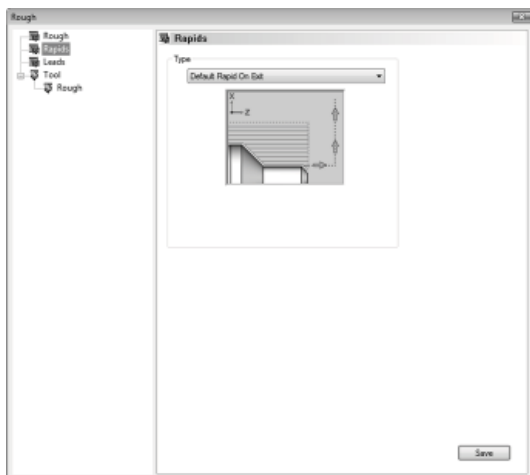 Rough
Rough
Rapids
Leads
Tool
Rough
Rapids
Type
Default Rapid On Exit
X
Z
Save